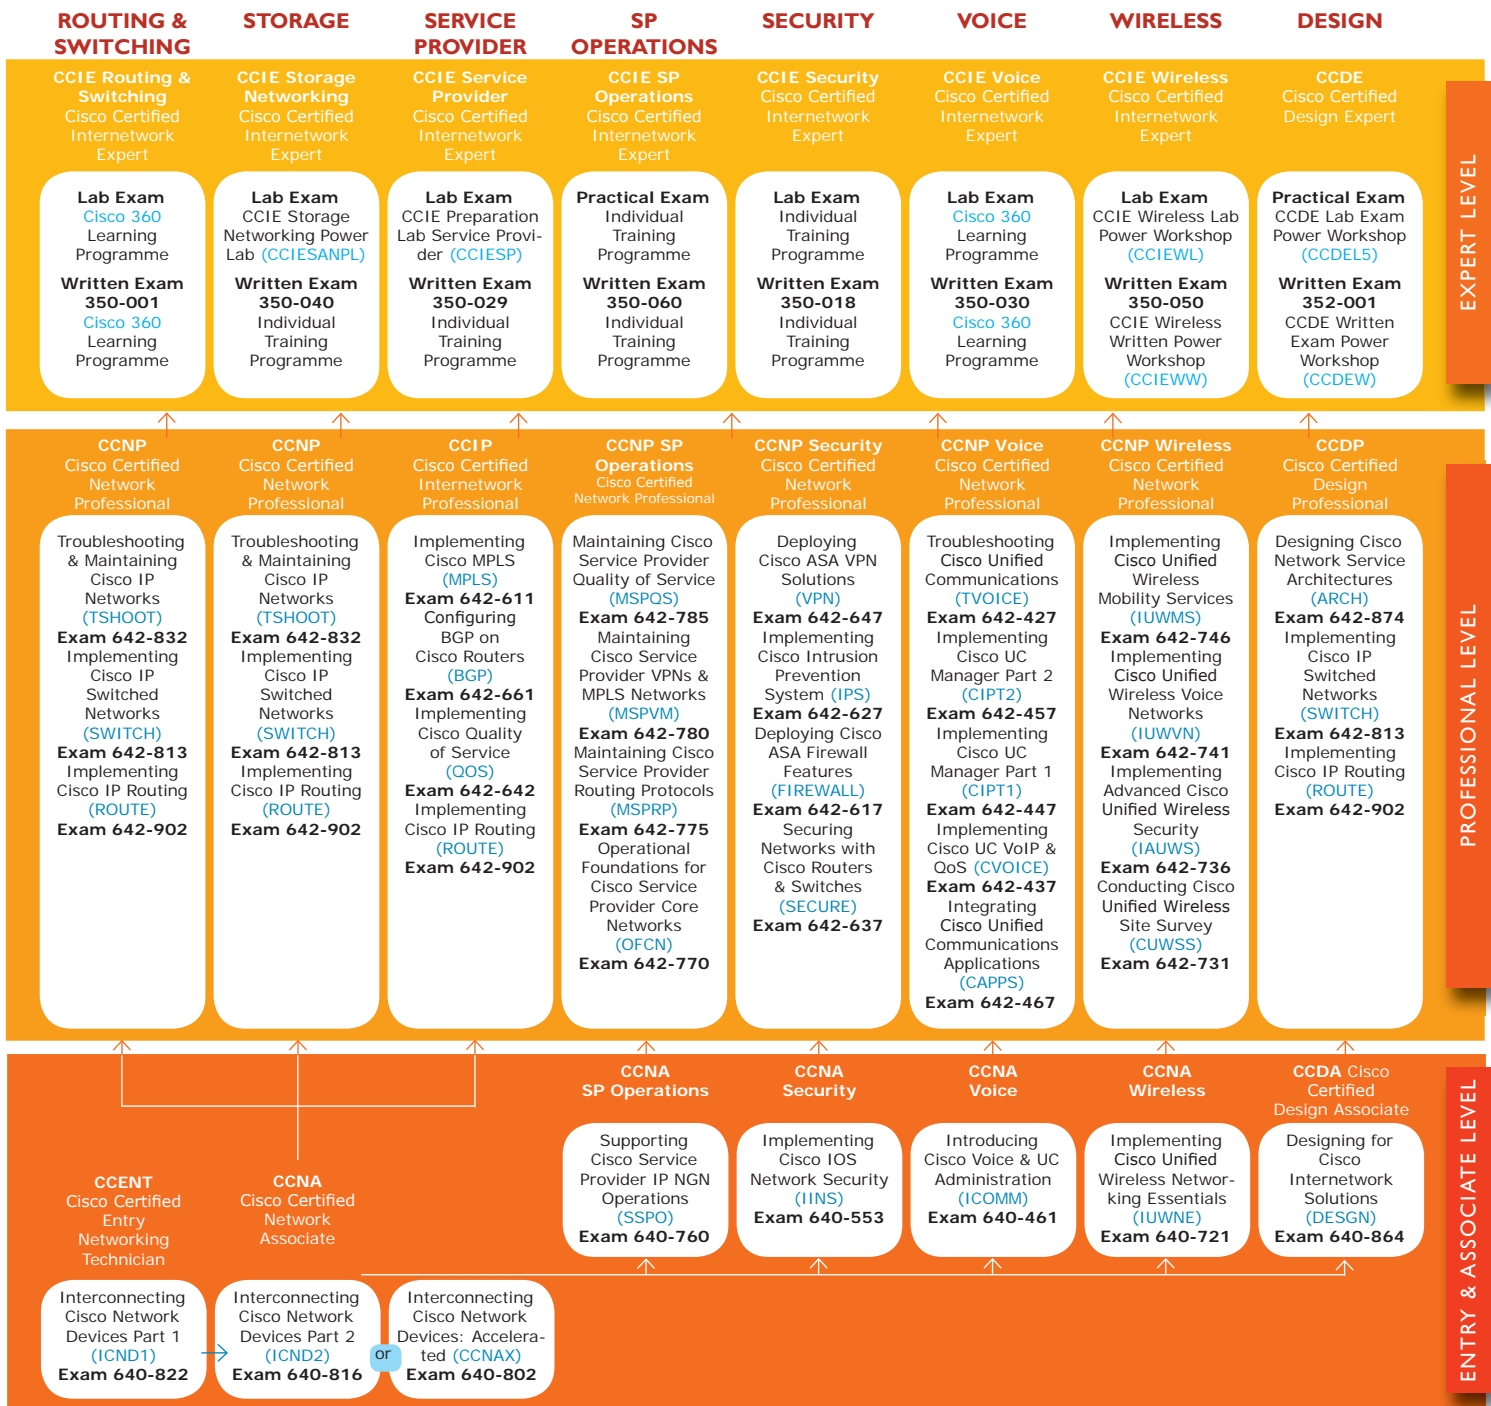 ROUTING &
SWITCHING
STORAGE
SERVICE
PROVIDER
SP
OPERATIONS
SECURITY
VOICE
WIRELESS
DESIGN
CCIE Routing &
Switching
Cisco Certified
Internetwork
Expert
Lab Exam
Cisco 360
Learning
Programme
Written Exam
350-001
Cisco 360
Learning
Programme
CCIE Storage
Networking
Cisco Certified
Internetwork
Expert
Lab Exam
CCIE Storage
Networking Power
Lab (CCIESANPL)
Written Exam
350-040
Individual
Training
Programme
CCIE Service
Provider
Cisco Certified
Internetwork
Expert
Lab Exam
CCIE Preparation
Lab Service Provi-
der (CCIESP)
Written Exam
350-029
Individual
Training
Programme
CCIE SP
Operations
Cisco Certified
Internetwork
Expert
Practical Exam
Individual
Training
Programme
Written Exam
350-060
Individual
Training
Programme
CCIE Security
Cisco Certified
Internetwork
Expert
Lab Exam
Individual
Training
Programme
Written Exam
350-018
Individual
Training
Programme
CCIE Voice
Cisco Certified
Internetwork
Expert
Lab Exam
Cisco 360
Learning
Programme
Written Exam
350-030
Cisco 360
Learning
Programme
CCIE Wireless
Cisco Certified
Internetwork
Expert
Lab Exam
CCIE Wireless Lab
Power Workshop
(CCIEWL)
Written Exam
350-050
CCIE Wireless
Written Power
Workshop
(CCIEWW)
CCDE
Cisco Certified
Design Expert
Practical Exam
CCDE Lab Exam
Power Workshop
(CCDEL5)
Written Exam
352-001
CCDE Written
Exam Power
Workshop
(CCDEW)
EXPERT LEVEL
CCNP
Cisco Certified
Network
Professional
Troubleshooting
& Maintaining
Cisco IP
Networks
(TSHOOT)
Exam 642-832
Implementing
Cisco IP
Switched
Networks
(SWITCH)
Exam 642-813
Implementing
Cisco IP Routing
(ROUTE)
Exam 642-902
CCNP
Cisco Certified
Network
Professional
Troubleshooting
& Maintaining
Cisco IP
Networks
(TSHOOT)
Exam 642-832
Implementing
Cisco IP
Switched
Networks
(SWITCH)
Exam 642-813
Implementing
Cisco IP Routing
(ROUTE)
Exam 642-902
CCIP
Cisco Certified
Internetwork
Professional
Implementing
Cisco MPLS
(MPLS)
Exam 642-611
Configuring
BGP on
Cisco Routers
(BGP)
Exam 642-661
Implementing
Cisco Quality
of Service
(QOS)
Exam 642-642
Implementing
Cisco IP Routing
(ROUTE)
Exam 642-902
CCNP SP
Operations
Cisco Certified
Network Professional
Maintaining Cisco
Service Provider
Quality of Service
(MSPQS)
Exam 642-785
Maintaining
Cisco Service
Provider VPNs &
MPLS Networks
(MSPVM)
Exam 642-780
Maintaining Cisco
Service Provider
Routing Protocols
(MSPRP)
Exam 642-775
Operational
Foundations for
Cisco Service
Provider Core
Networks
(OFCN)
Exam 642-770
CCNP Security
Cisco Certified
Network
Professional
Deploying
Cisco ASA VPN
Solutions
(VPN)
Exam 642-647
Implementing
Cisco Intrusion
Prevention
System (IPS)
Exam 642-627
Deploying Cisco
ASA Firewall
Features
(FIREWALL)
Exam 642-617
Securing
Networks with
Cisco Routers
& Switches
(SECURE)
Exam 642-637
CCNP Voice
Cisco Certified
Network
Professional
Troubleshooting
Cisco Unified
Communications
(TVOICE)
Exam 642-427
Implementing
Cisco UC
Manager Part 2
(CIPT2)
Exam 642-457
Implementing
Cisco UC
Manager Part 1
(CIPT1)
Exam 642-447
Implementing
Cisco UC VoIP &
QoS (CVOICE)
Exam 642-437
Integrating
Cisco Unified
Communications
Applications
(CAPPS)
Exam 642-467
CCNP Wireless
Cisco Certified
Network
Professional
Implementing
Cisco Unified
Wireless
Mobility Services
(IUWMS)
Exam 642-746
Implementing
Cisco Unified
Wireless Voice
Networks
(IUWVN)
Exam 642-741
Implementing
Advanced Cisco
Unified Wireless
Security
(IAUWS)
Exam 642-736
Conducting Cisco
Unified Wireless
Site Survey
(CUWSS)
Exam 642-731
CCDP
Cisco Certified
Design
Professional
Designing Cisco
Network Service
Architectures
(ARCH)
Exam 642-874
Implementing
Cisco IP
Switched
Networks
(SWITCH)
Exam 642-813
Implementing
Cisco IP Routing
(ROUTE)
Exam 642-902
PROFESSIONAL LEVEL
CCENT
Cisco Certified
Entry
Networking
Technician
Interconnecting
Cisco Network
Devices Part 1
(ICND1)
Exam 640-822
CCNA
Cisco Certified
Network
Associate
Interconnecting
Cisco Network
Devices Part 2
(ICND2)
Exam 640-816
or
Interconnecting
Cisco Network
Devices: Accelera-
ted (CCNAX)
Exam 640-802
CCNA
SP Operations
Supporting
Cisco Service
Provider IP NGN
Operations
(SSPO)
Exam 640-760
CCNA
Security
Implementing
Cisco IOS
Network Security
(IINS)
Exam 640-553
CCNA
Voice
Introducing
Cisco Voice & UC
Administration
(ICOMM)
Exam 640-461
CCNA
Wireless
Implementing
Cisco Unified
Wireless Networ-
king Essentials
(IUWNE)
Exam 640-721
CCDA Cisco
Certified
Design Associate
Designing for
Cisco
Internetwork
Solutions
(DESGN)
Exam 640-864
ENTRY & ASSOCIATE LEVEL